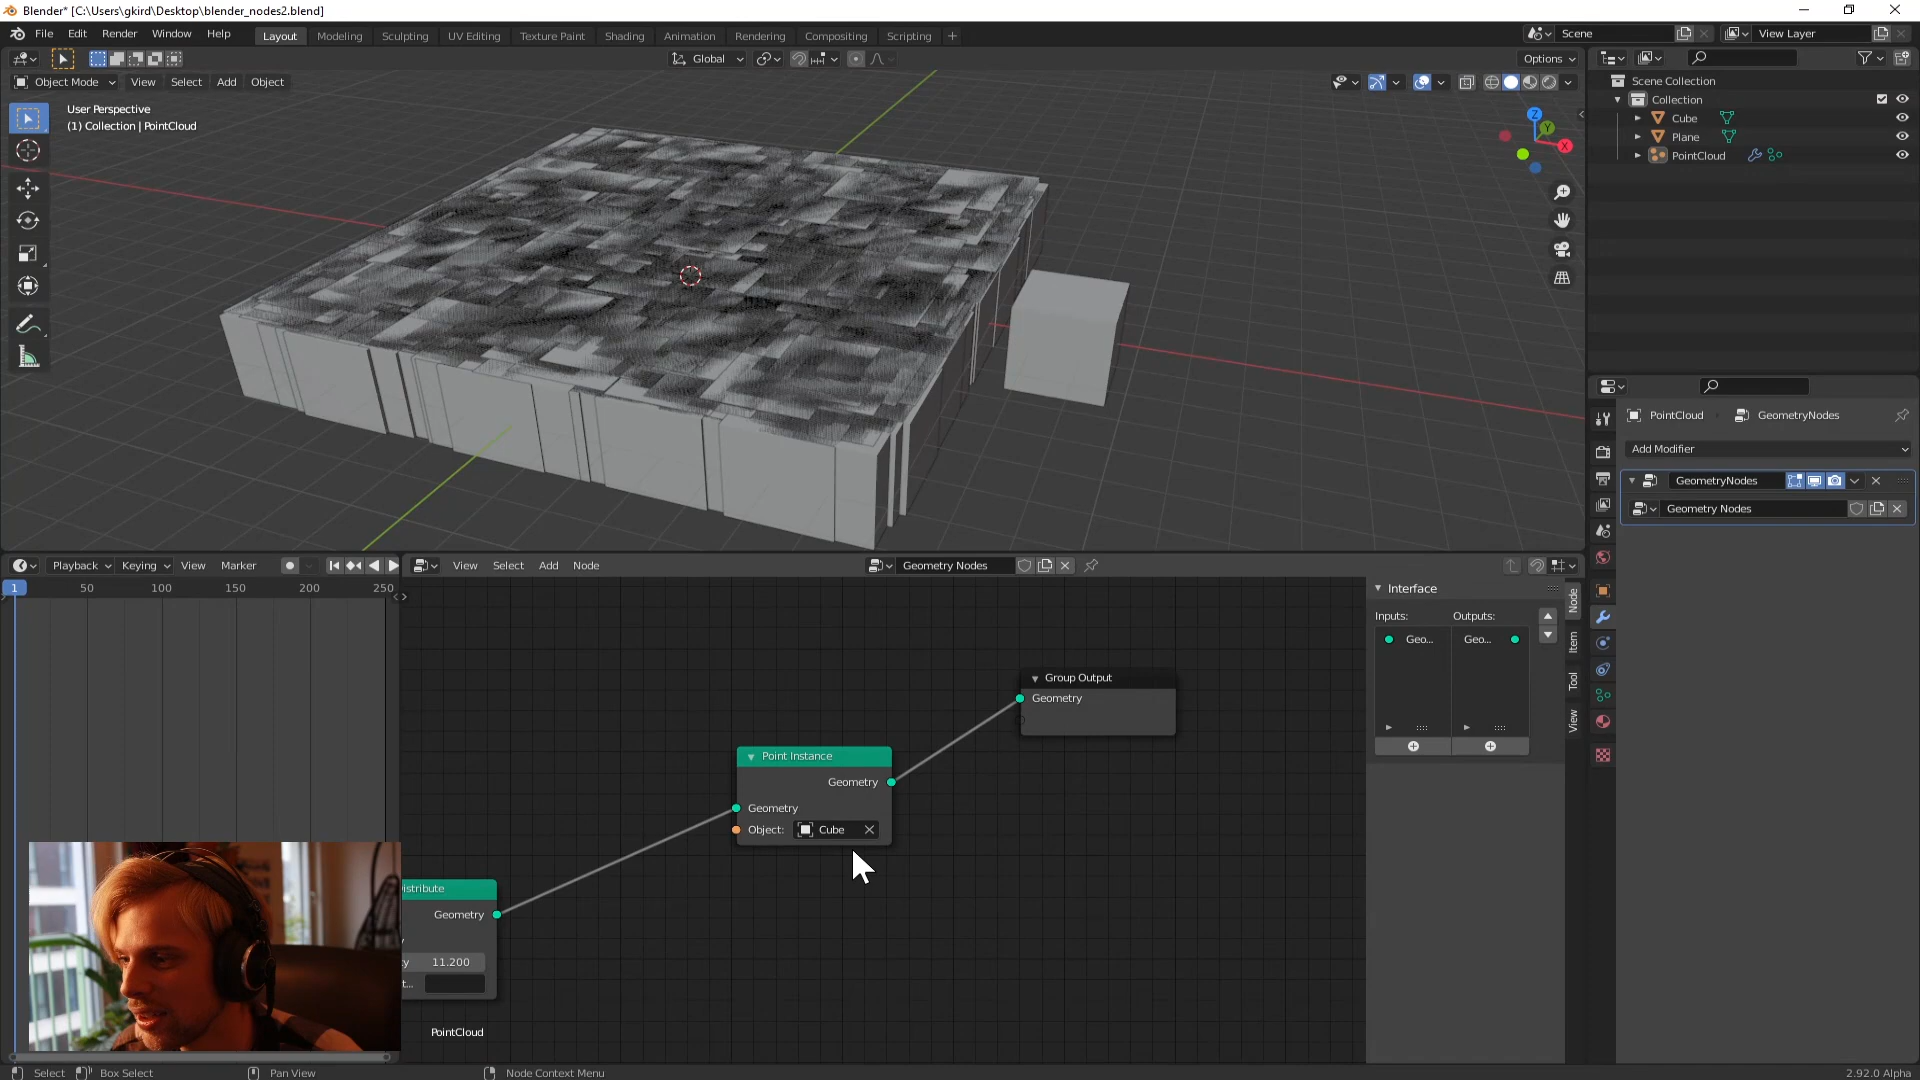 Blender* [C:\Users\gkird\Desktop\blender_nodes2.blend]
File Edit Render Window Help
Layout Modeling Sculpting UV Editing Texture Paint Shading Animation Rendering Compositing Scripting
Scene
View Layer
Global
Options
Object Mode View Select Add Object
User Perspective
(1) Collection | PointCloud
Z
Y
X
Scene Collection
Collection
Cube
Plane
PointCloud
PointCloud GeometryNodes
Add Modifier
GeometryNodes
Geometry Nodes
Playback Keying View Marker
1 50 100 150 200 250
View Select Add Node
Geometry Nodes
Interface
Inputs: Outputs:
Geo... Geo...
Node
Item
Tool
View
Group Output
Geometry
Point Instance
Geometry
Geometry
Object: Cube
istribute
Geometry
y
y 11.200
t...
PointCloud
Select Box Select Pan View Node Context Menu
2.92.0 Alpha